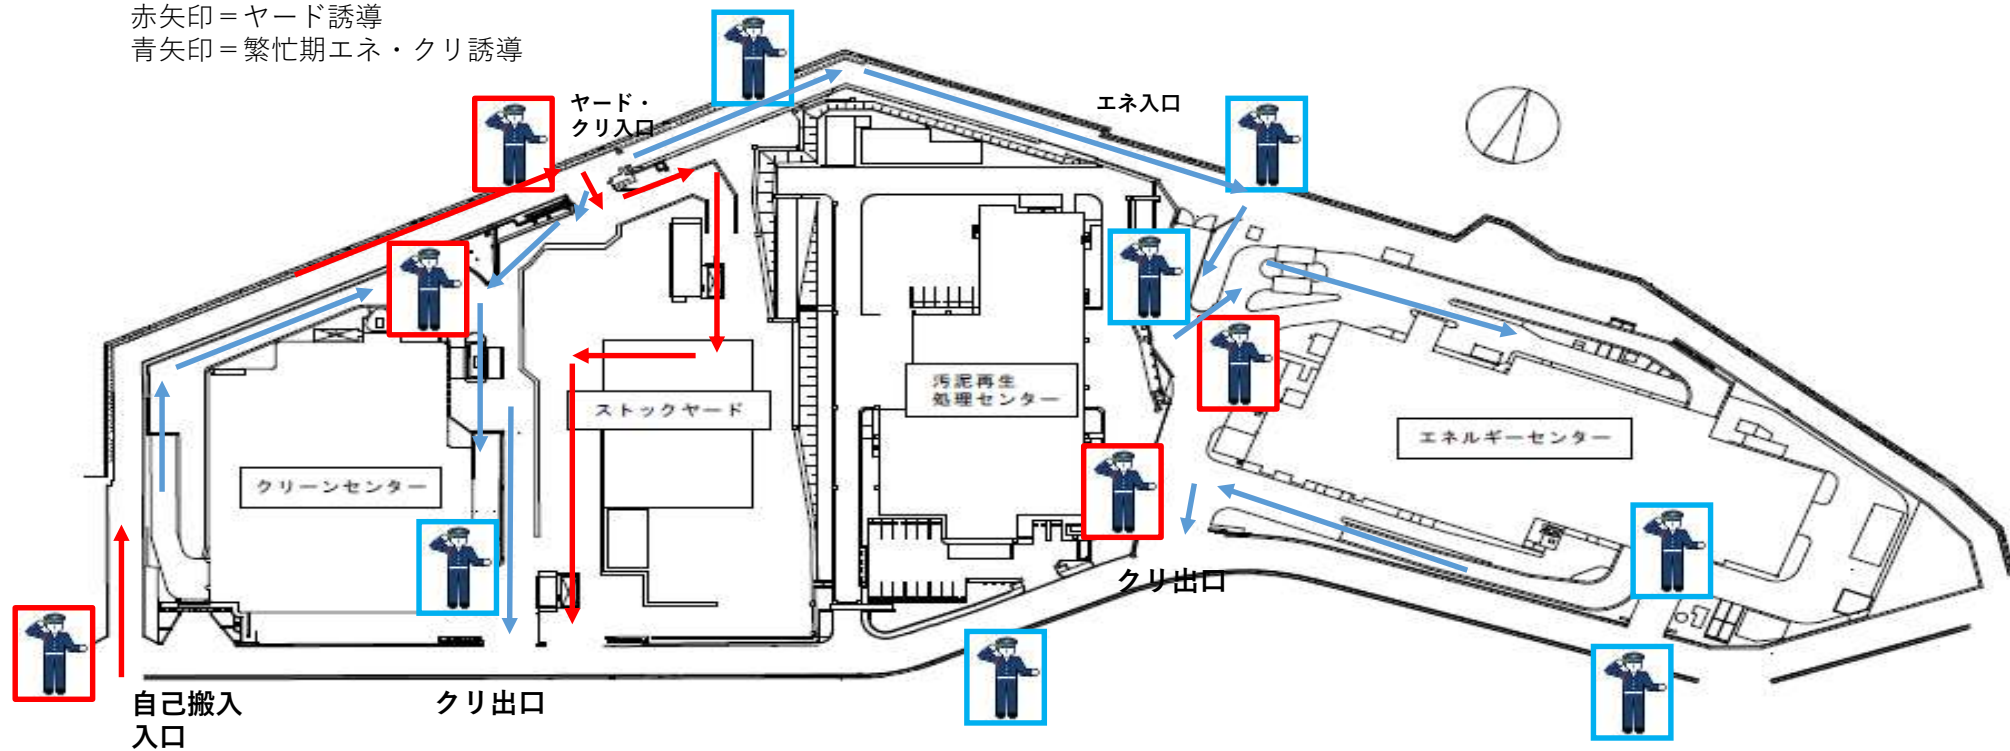 赤矢印＝ヤード誘導
青矢印＝繁忙期エネ・クリ誘導
ヤード・
クリ入口
エネ入口
汚泥再生
処理センター
ストックヤード
エネルギーセンター
クリーンセンター
クリ出口
自己搬入
入口
クリ出口